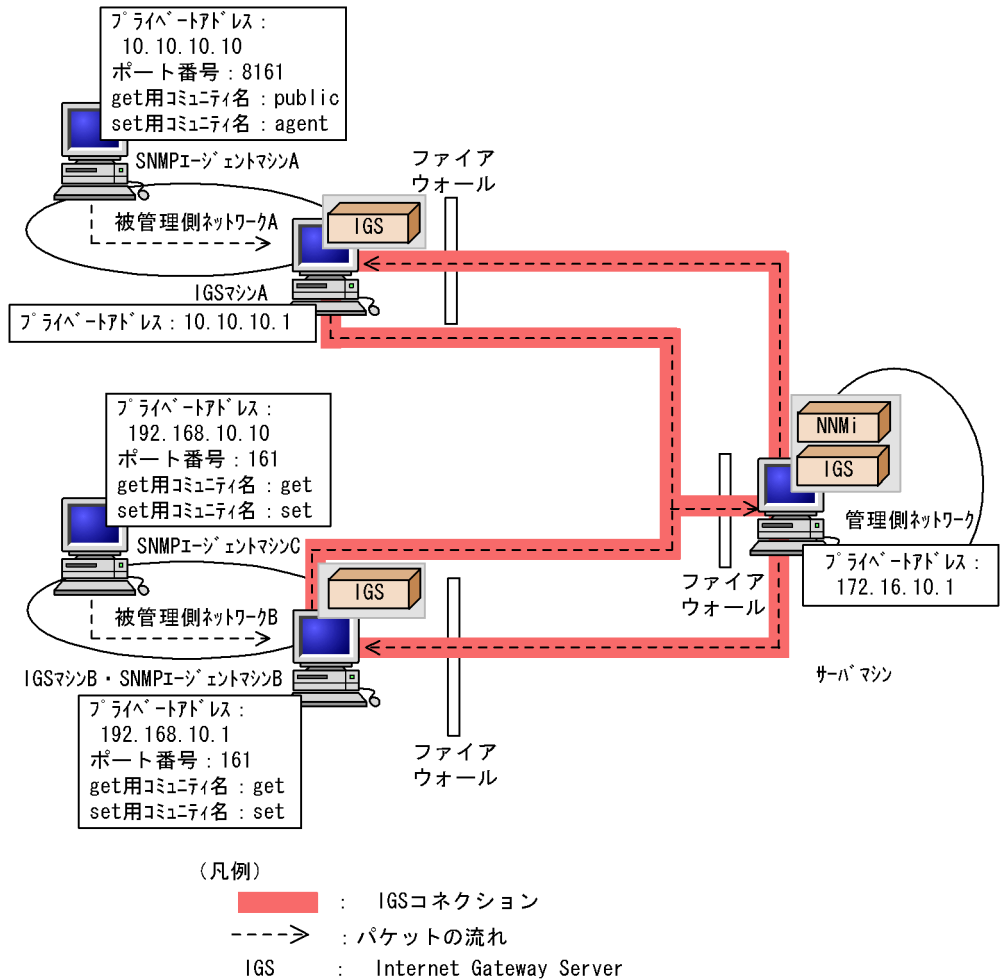 プライベートアドレス：
10.10.10.10
ポート番号：8161
get用コミュニティ名：public
set用コミュニティ名：agent
SNMPエージェントマシンA
被管理側ネットワークA
IGS
IGSマシンA
プライベートアドレス：10.10.10.1
ファイア
ウォール
プライベートアドレス：
192.168.10.10
ポート番号：161
get用コミュニティ名：get
set用コミュニティ名：set
SNMPエージェントマシンC
被管理側ネットワークB
IGS
IGSマシンB・SNMPエージェントマシンB
プライベートアドレス：
192.168.10.1
ポート番号：161
get用コミュニティ名：get
set用コミュニティ名：set
ファイア
ウォール
NNMi
IGS
管理側ネットワーク
ファイア
ウォール
プライベートアドレス：
172.16.10.1
サーバマシン
（凡例）
： IGSコネクション
：パケットの流れ
IGS ： Internet Gateway Server